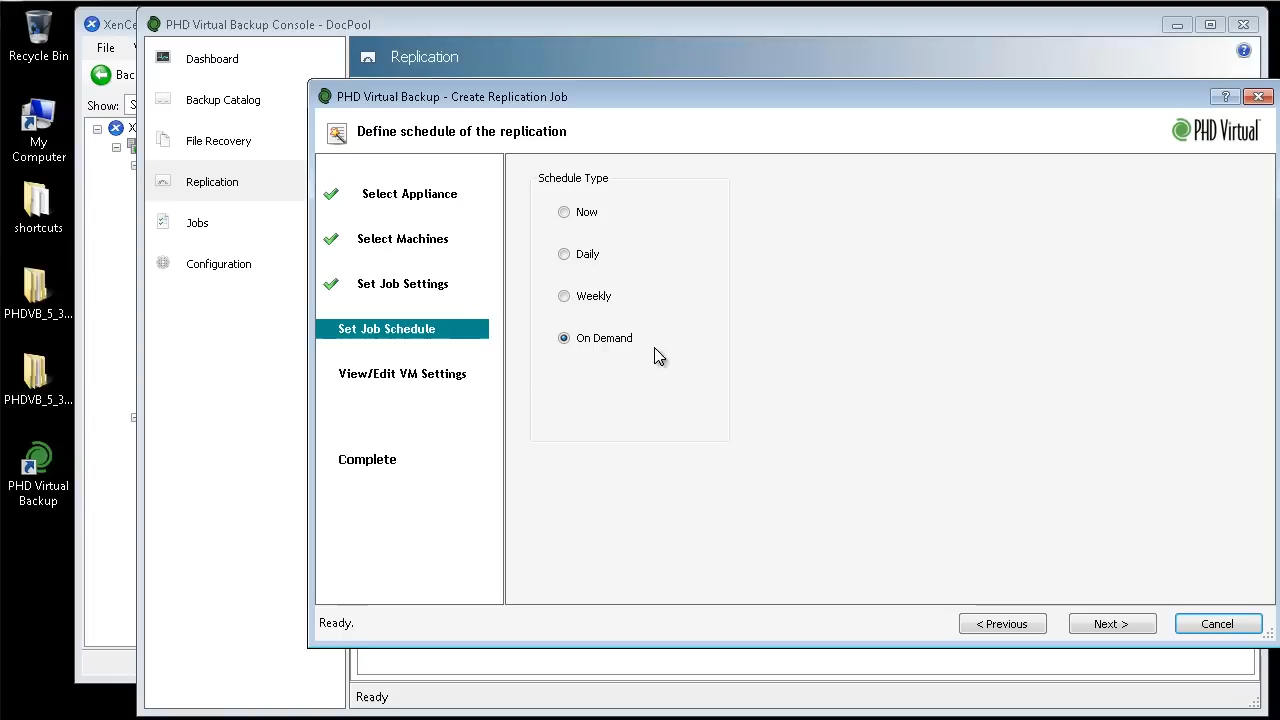 Recycle Bin
My
Computer
shortcuts
PHDVB_5_3...
PHDVB_5_3...
PHD Virtual
Backup
XenCe
File
Bac
Show:
PHD Virtual Backup Console - DocPool
Dashboard
Backup Catalog
File Recovery
Replication
Jobs
Configuration
Replication
PHD Virtual Backup - Create Replication Job
Define schedule of the replication
PHD Virtual
Select Appliance
Select Machines
Set Job Settings
Set Job Schedule
View/Edit VM Settings
Complete
Schedule Type
Now
Daily
Weekly
On Demand
Ready.
< Previous
Next >
Cancel
Ready